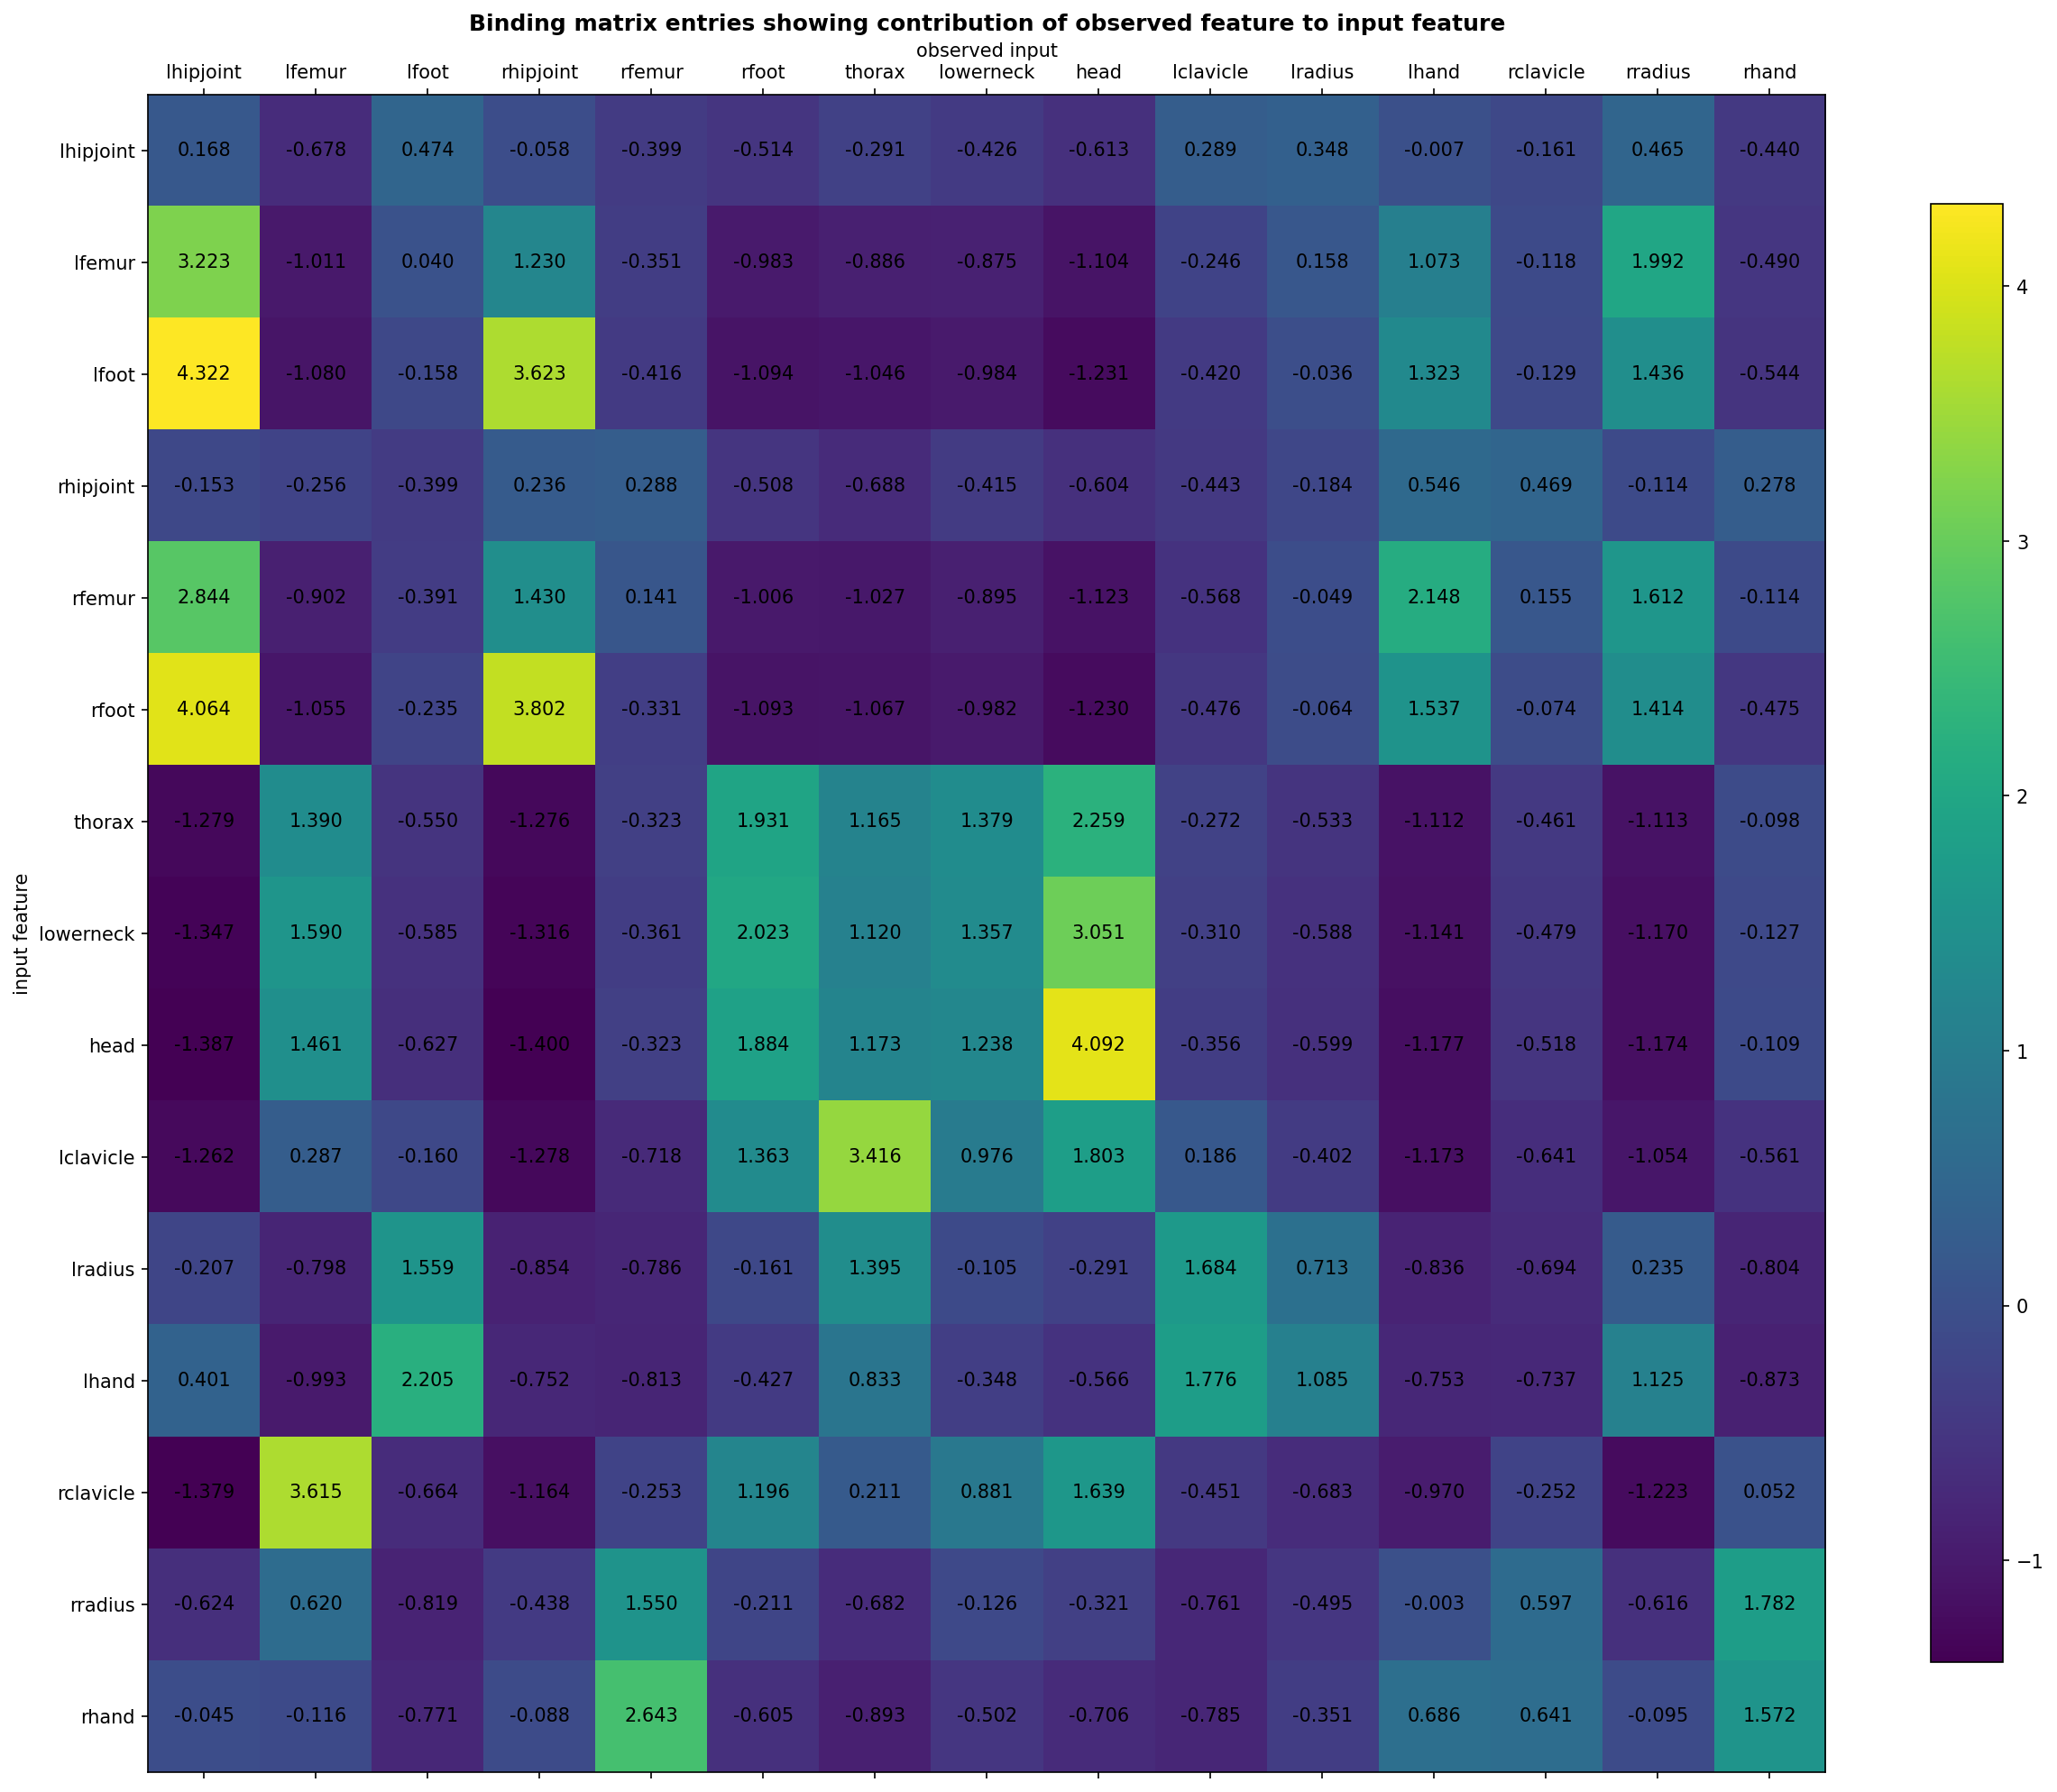 Binding matrix entries showing contribution of observed feature to input feature
observed input
lhipjoint lfemur lfoot rhipjoint rfemur rfoot thorax lowerneck head lclavicle lradius lhand rclavicle rradius rhand
lhipjoint 0.168 -0.678 0.474 -0.058 -0.399 -0.514 -0.291 -0.426 -0.613 0.289 0.348 -0.007 -0.161 0.465 -0.440
lfemur 3.223 -1.011 0.040 1.230 -0.351 -0.983 -0.886 -0.875 -1.104 -0.246 0.158 1.073 -0.118 1.992 -0.490
lfoot 4.322 -1.080 -0.158 3.623 -0.416 -1.094 -1.046 -0.984 -1.231 -0.420 -0.036 1.323 -0.129 1.436 -0.544
rhipjoint -0.153 -0.256 -0.399 0.236 0.288 -0.508 -0.688 -0.415 -0.604 -0.443 -0.184 0.546 0.469 -0.114 0.278
rfemur 2.844 -0.902 -0.391 1.430 0.141 -1.006 -1.027 -0.895 -1.123 -0.568 -0.049 2.148 0.155 1.612 -0.114
rfoot 4.064 -1.055 -0.235 3.802 -0.331 -1.093 -1.067 -0.982 -1.230 -0.476 -0.064 1.537 -0.074 1.414 -0.475
thorax -1.279 1.390 -0.550 -1.276 -0.323 1.931 1.165 1.379 2.259 -0.272 -0.533 -1.112 -0.461 -1.113 -0.098
lowerneck -1.347 1.590 -0.585 -1.316 -0.361 2.023 1.120 1.357 3.051 -0.310 -0.588 -1.141 -0.479 -1.170 -0.127
head -1.387 1.461 -0.627 -1.400 -0.323 1.884 1.173 1.238 4.092 -0.356 -0.599 -1.177 -0.518 -1.174 -0.109
lclavicle -1.262 0.287 -0.160 -1.278 -0.718 1.363 3.416 0.976 1.803 0.186 -0.402 -1.173 -0.641 -1.054 -0.561
lradius -0.207 -0.798 1.559 -0.854 -0.786 -0.161 1.395 -0.105 -0.291 1.684 0.713 -0.836 -0.694 0.235 -0.804
lhand 0.401 -0.993 2.205 -0.752 -0.813 -0.427 0.833 -0.348 -0.566 1.776 1.085 -0.753 -0.737 1.125 -0.873
rclavicle -1.379 3.615 -0.664 -1.164 -0.253 1.196 0.211 0.881 1.639 -0.451 -0.683 -0.970 -0.252 -1.223 0.052
rradius -0.624 0.620 -0.819 -0.438 1.550 -0.211 -0.682 -0.126 -0.321 -0.761 -0.495 -0.003 0.597 -0.616 1.782
rhand -0.045 -0.116 -0.771 -0.088 2.643 -0.605 -0.893 -0.502 -0.706 -0.785 -0.351 0.686 0.641 -0.095 1.572
input feature
4
3
2
1
0
−1